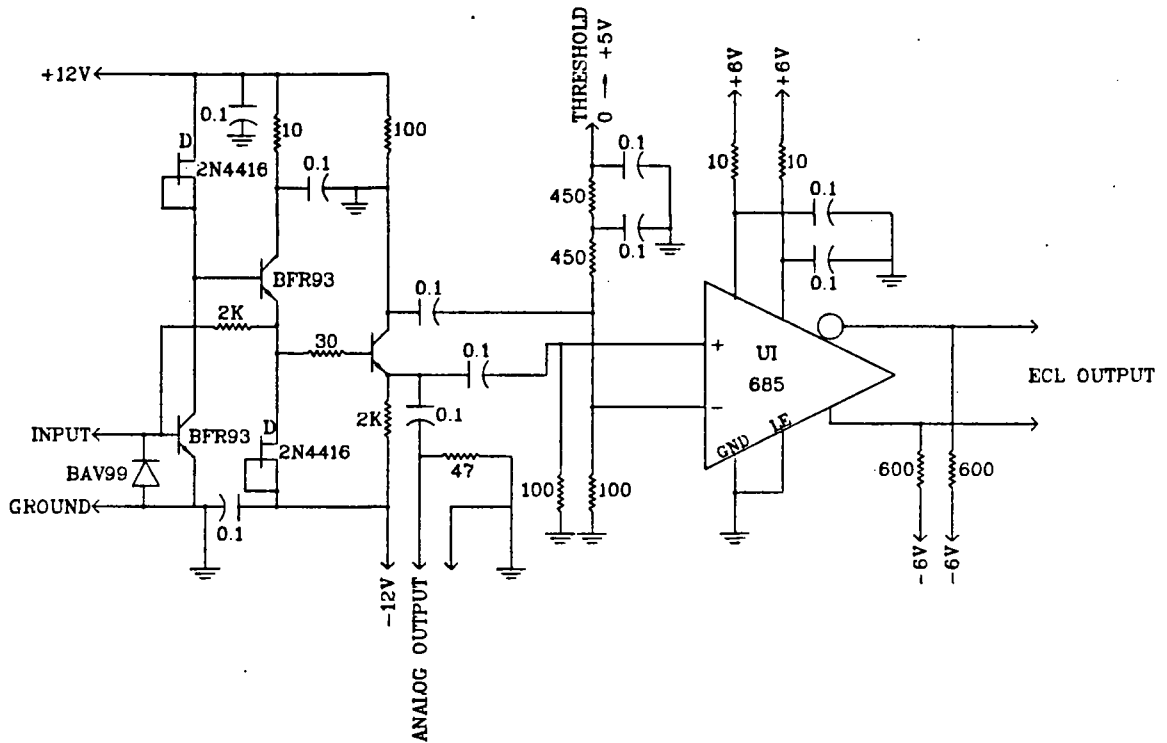 +12V
0.1
10
100
D
2N4416
0.1
BFR93
2K
30
0.1
0.1
0.1
2K
INPUT
BFR93
D
2N4416
BAV99
47
GROUND
0.1
-12V
ANALOG OUTPUT
THRESHOLD
0 → +5V
0.1
450
0.1
450
100
100
+6V
+6V
10
10
0.1
0.1
+
UI
685
-
GND
LE
ECL OUTPUT
600
600
-6V
-6V